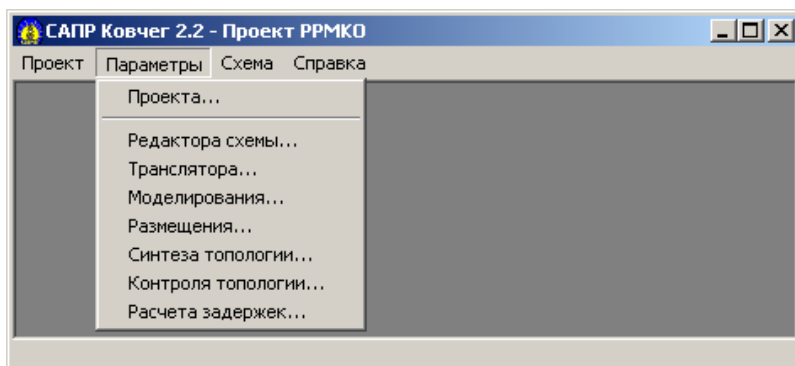 САПР Ковчег 2.2 - Проект РРМКО
Проект Параметры Схема Справка
Проекта...
Редактора схемы...
Транслятора...
Моделирования...
Размещения...
Синтеза топологии...
Контроля топологии...
Расчета задержек...